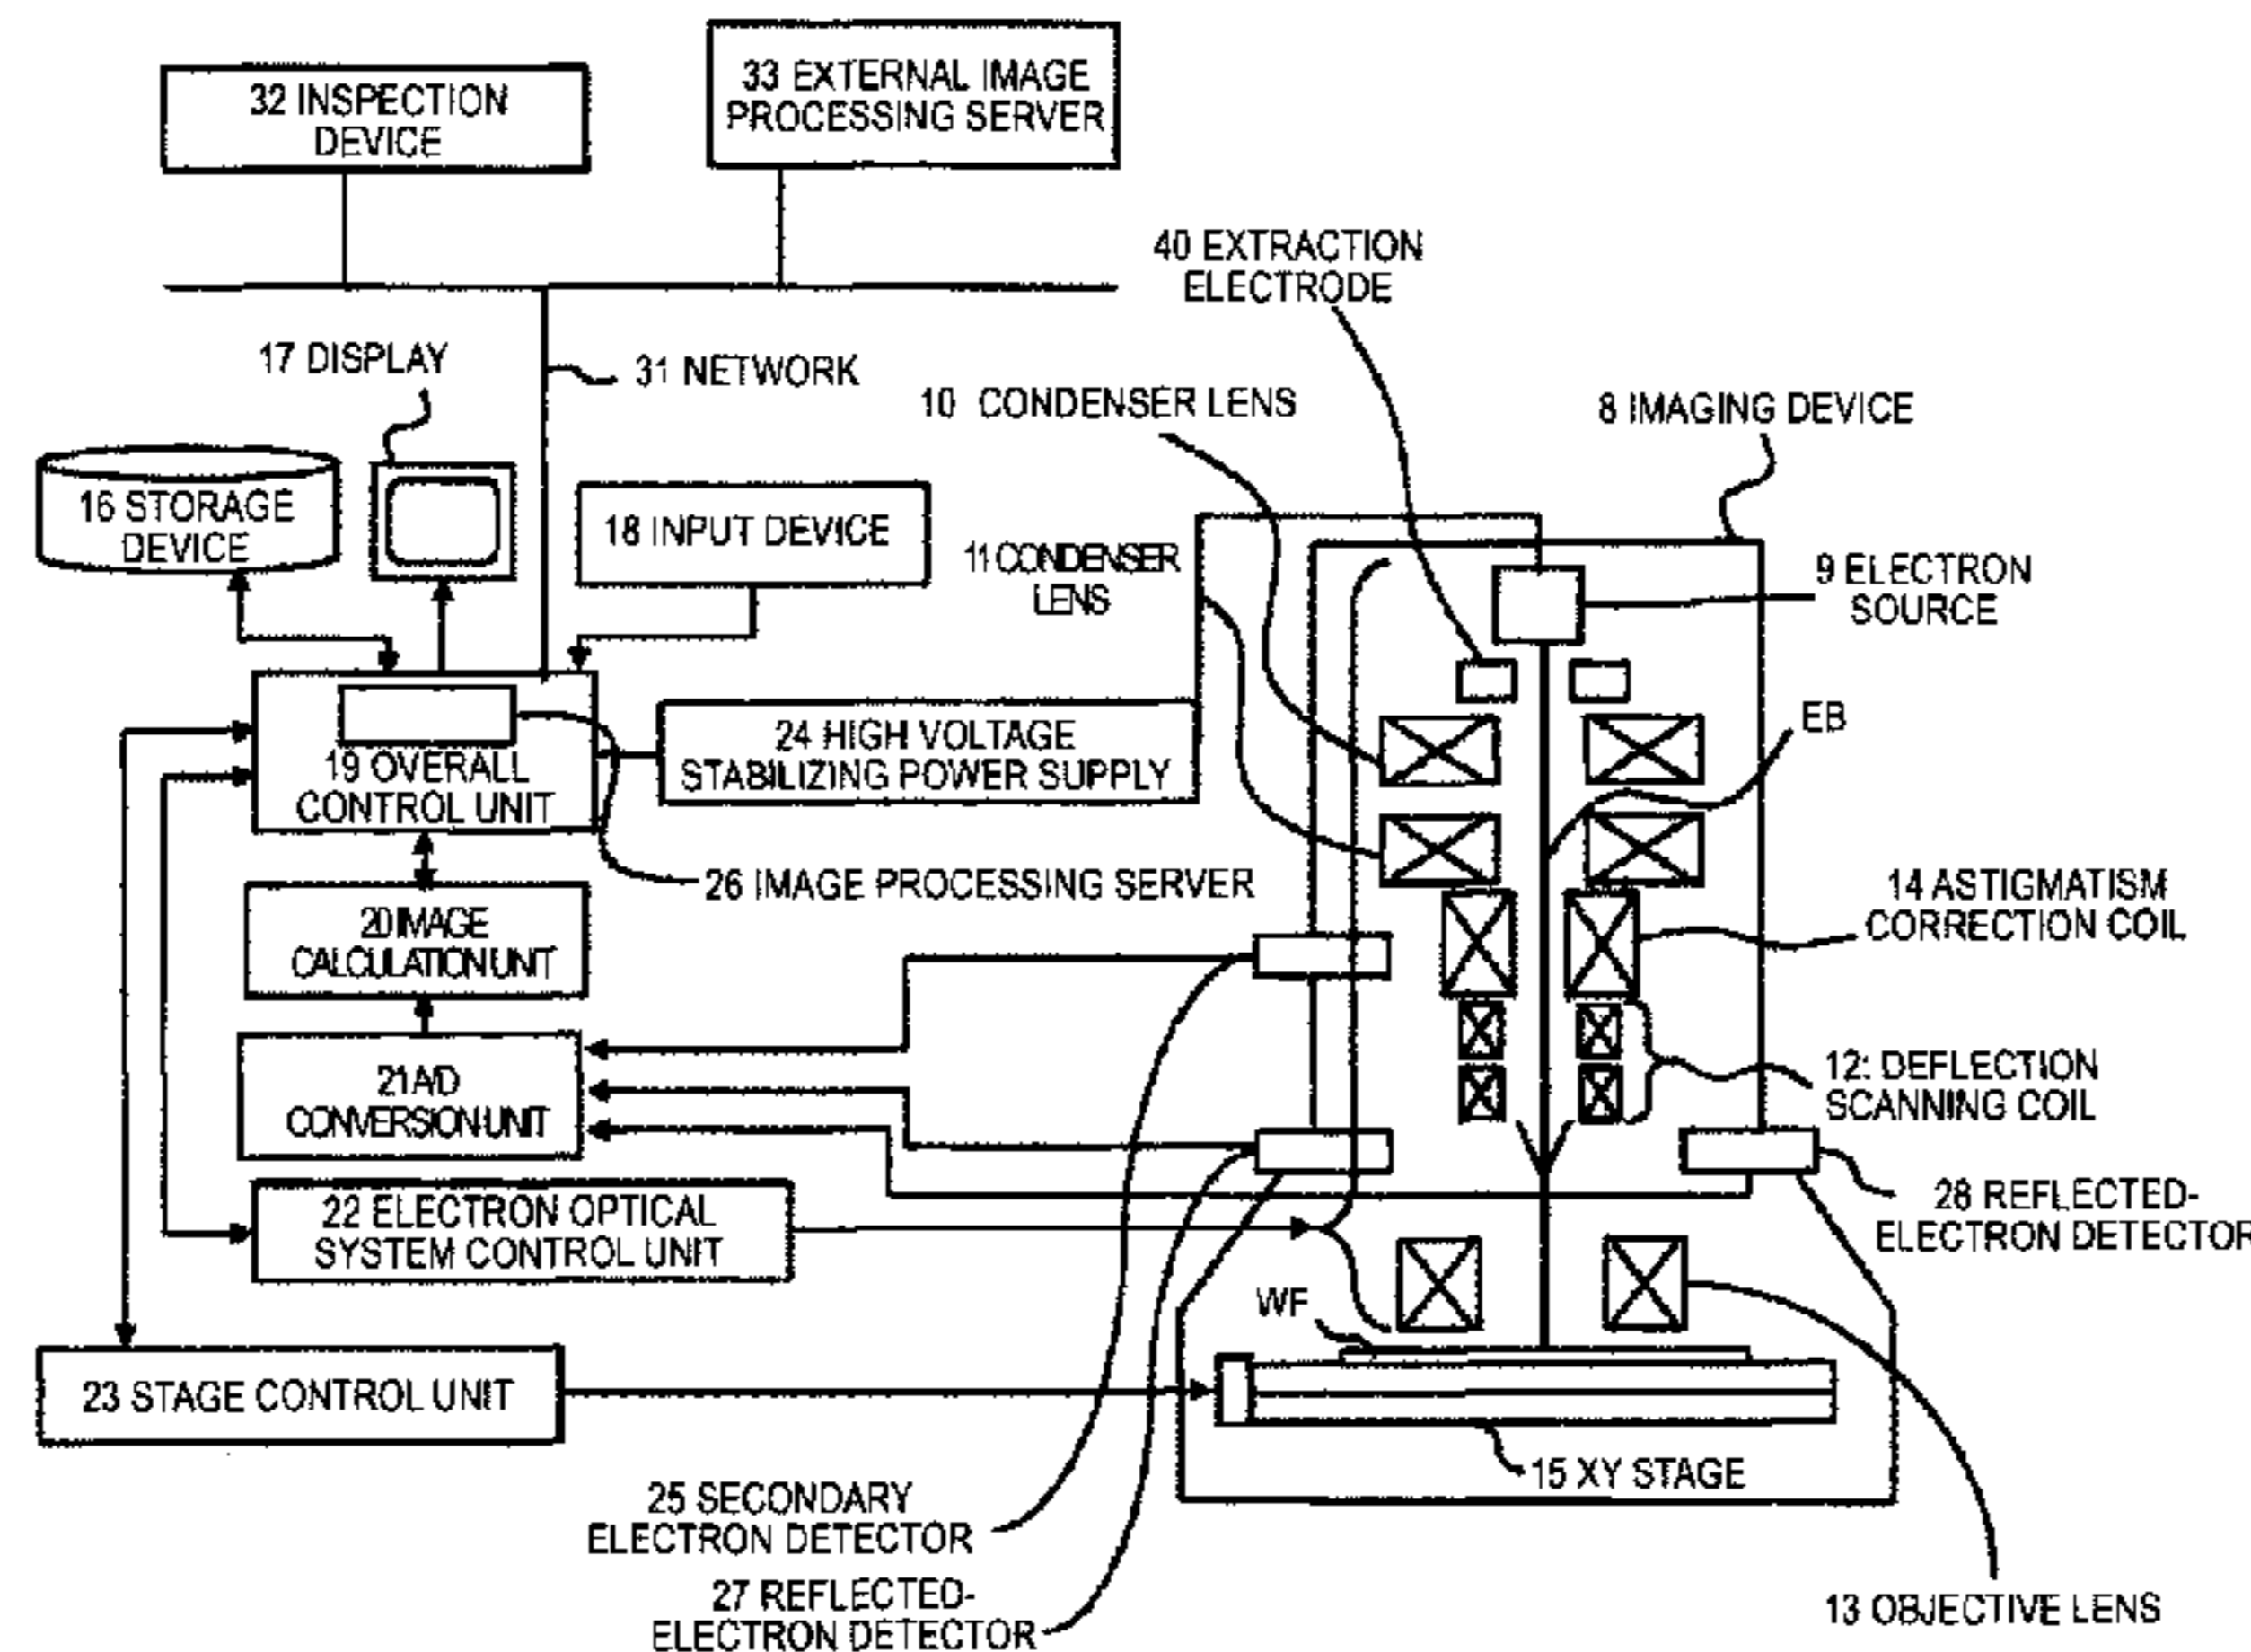 32 INSPECTION
DEVICE
33 EXTERNAL IMAGE
PROCESSING SERVER
40 EXTRACTION
ELECTRODE
17 DISPLAY
31 NETWORK
10 CONDENSER LENS
8 IMAGING DEVICE
16 STORAGE
DEVICE
18 INPUT DEVICE
11 CONDENSER
LENS
9 ELECTRON
SOURCE
EB
24 HIGH VOLTAGE
STABILIZING POWER SUPPLY
19 OVERALL
CONTROL UNIT
26 IMAGE PROCESSING SERVER
14 ASTIGMATISM
CORRECTION COIL
20 IMAGE
CALCULATION UNIT
21 A/D
CONVERSION UNIT
12: DEFLECTION
SCANNING COIL
22 ELECTRON OPTICAL
SYSTEM CONTROL UNIT
28 REFLECTED-
ELECTRON DETECTOR
WF
23 STAGE CONTROL UNIT
15 XY STAGE
25 SECONDARY
ELECTRON DETECTOR
27 REFLECTED-
ELECTRON DETECTOR
13 OBJECTIVE LENS